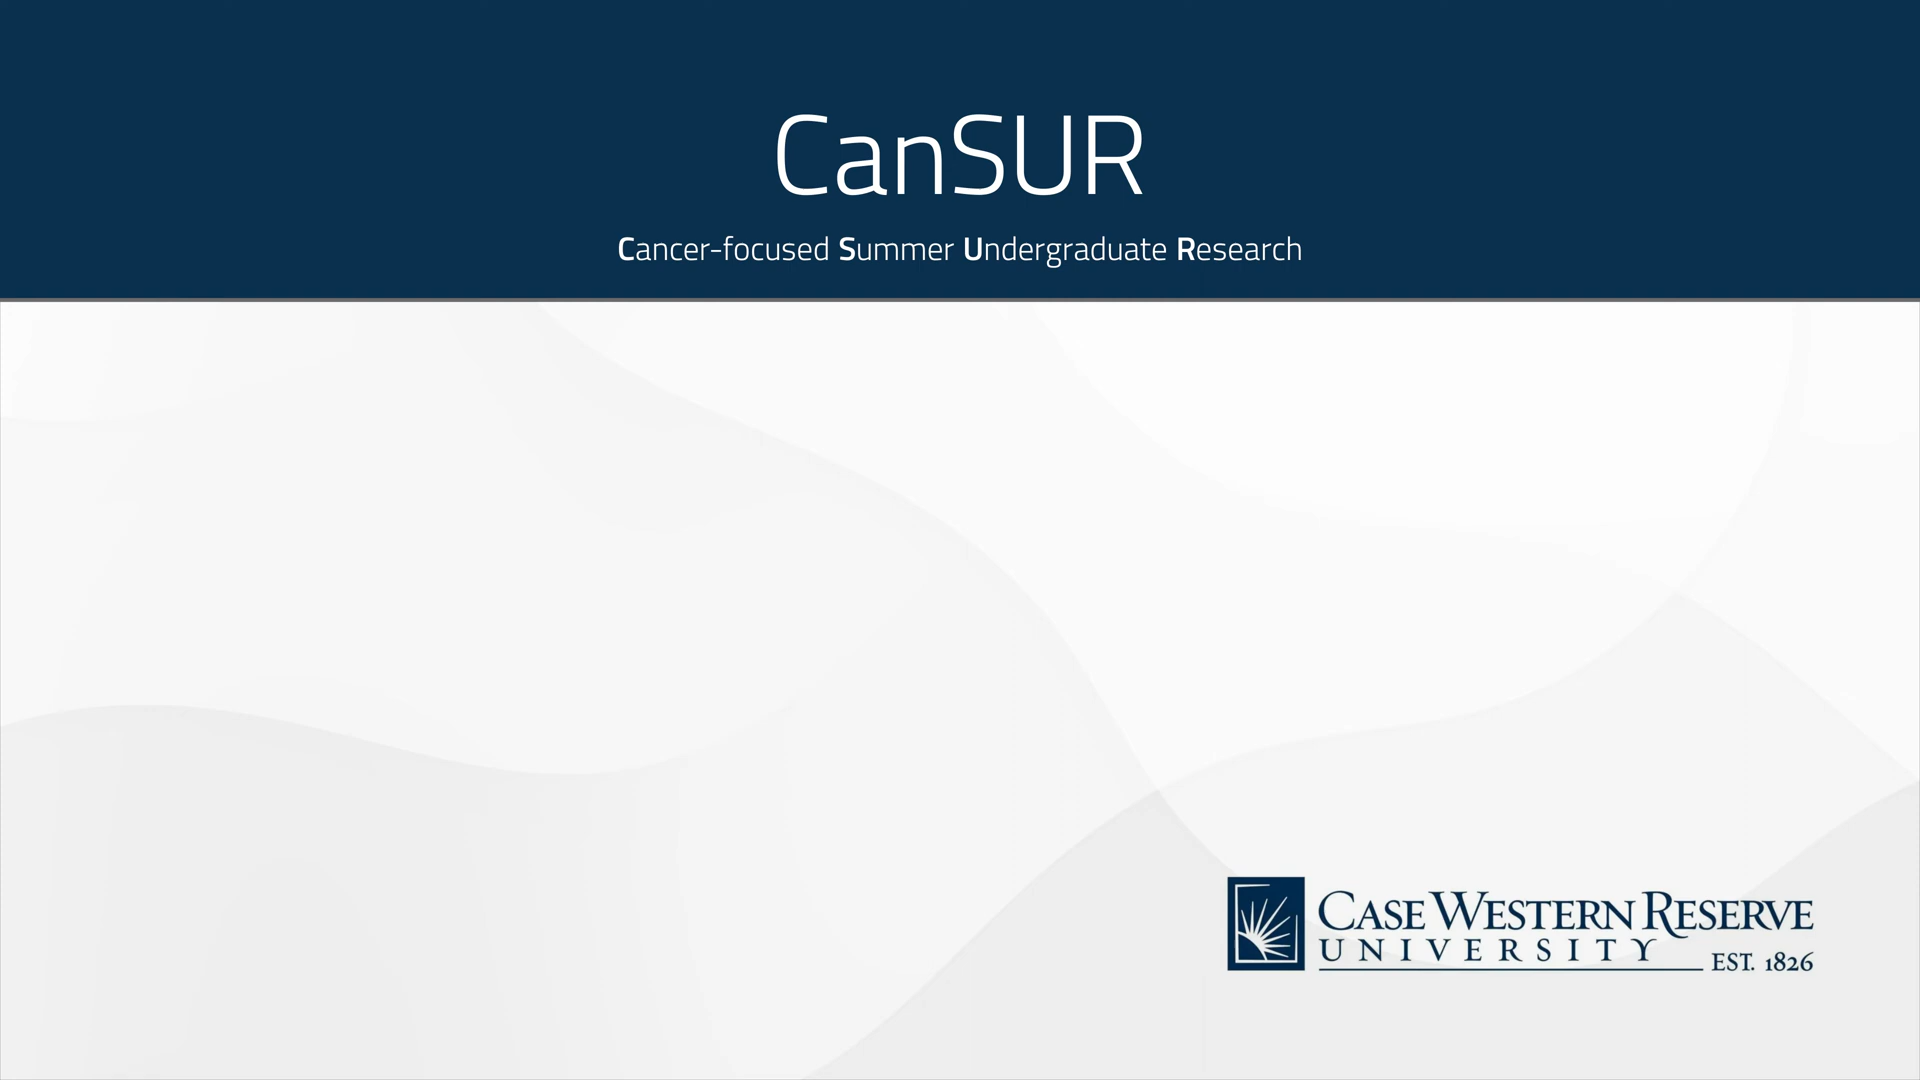 CanSUR
Cancer-focused Summer Undergraduate Research
CASE WESTERN RESERVE
UNIVERSITY
EST. 1826